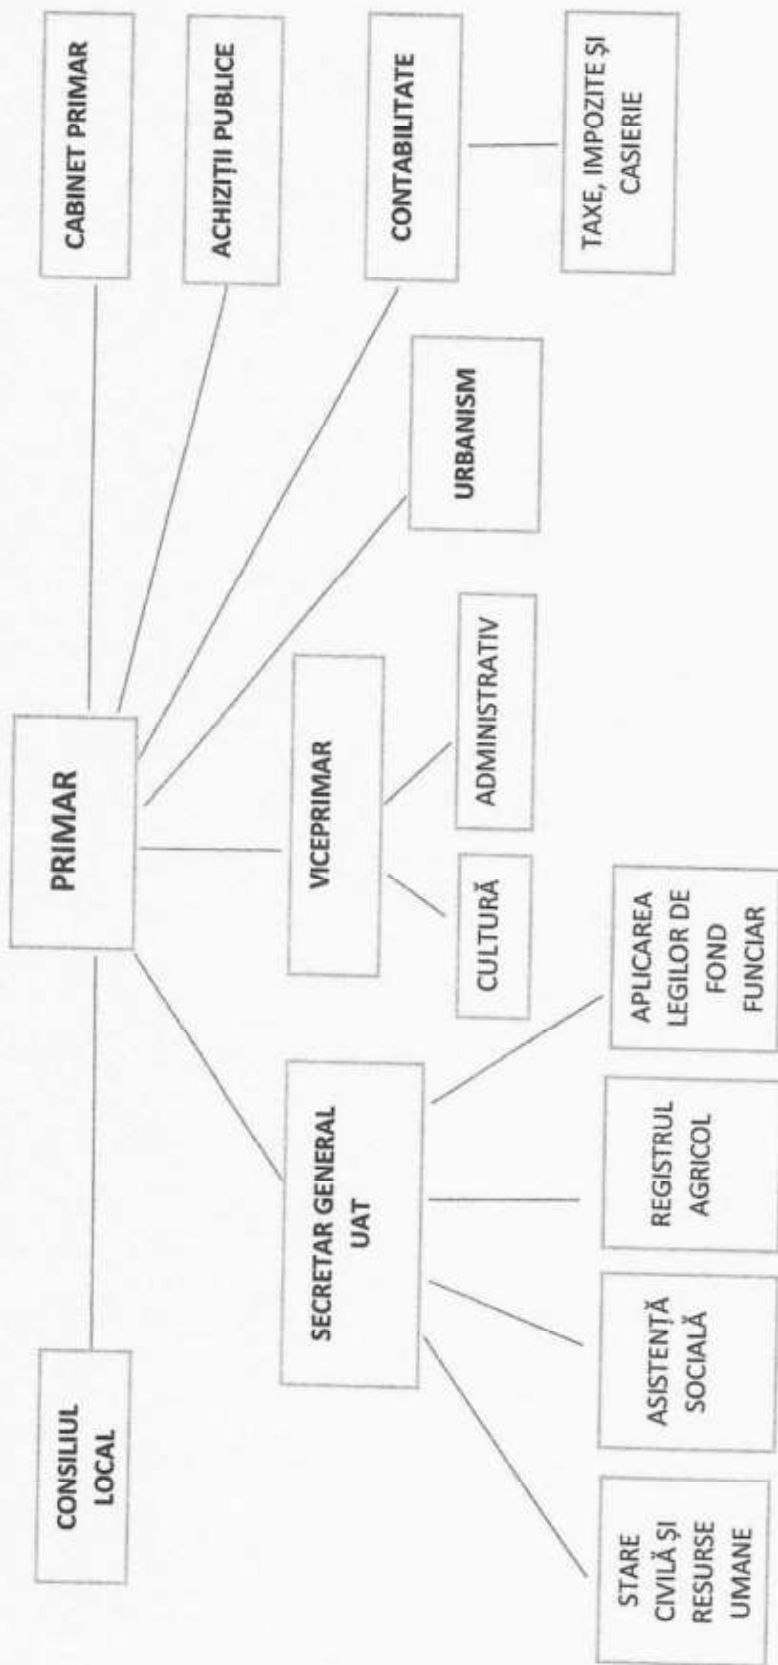 PRIMAR
CONSILIUL
LOCAL
CABINET PRIMAR
ACHIZIȚII PUBLICE
CONTABILITATE
TAXE, IMPOZITE ȘI
CASIERIE
URBANISM
VICEPRIMAR
CULTURĂ
ADMINISTRATIV
SECRETAR GENERAL
UAT
STARE
CIVILĂ ȘI
RESURSE
UMANE
ASISTENȚĂ
SOCIALĂ
REGISTRUL
AGRICOL
APLICAREA
LEGILOR DE
FOND
FUNCIAR